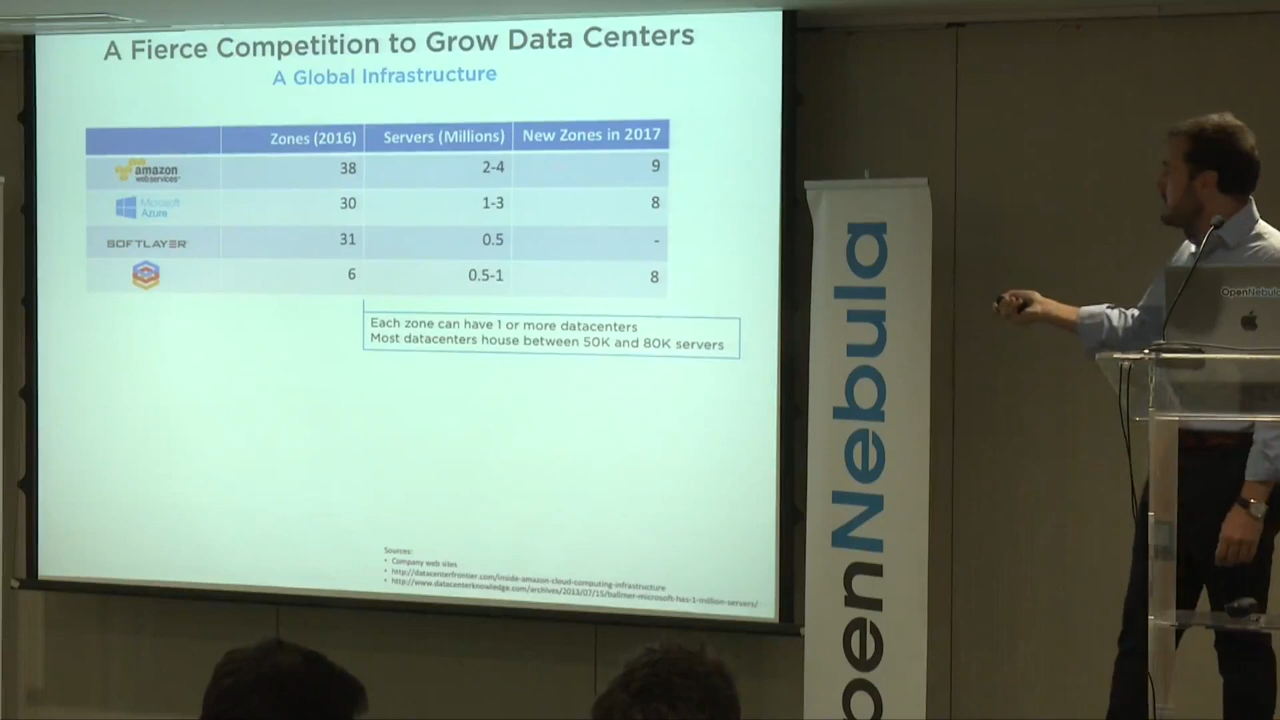 A Fierce Competition to Grow Data Centers
A Global Infrastructure
Zones (2016) Servers (Millions) New Zones in 2017
amazon webservices 38 2-4 9
Microsoft Azure 30 1-3 8
SOFTLAYER 31 0.5 -
6 0.5-1 8
Each zone can have 1 or more datacenters
Most datacenters house between 50K and 80K servers
Sources:
• Company web sites
• http://datacenterfrontier.com/inside-amazon-cloud-computing-infrastructure
• http://www.datacenterknowledge.com/archives/2013/07/15/ballmer-microsoft-has-1-million-servers/
penNebula
OpenNebula